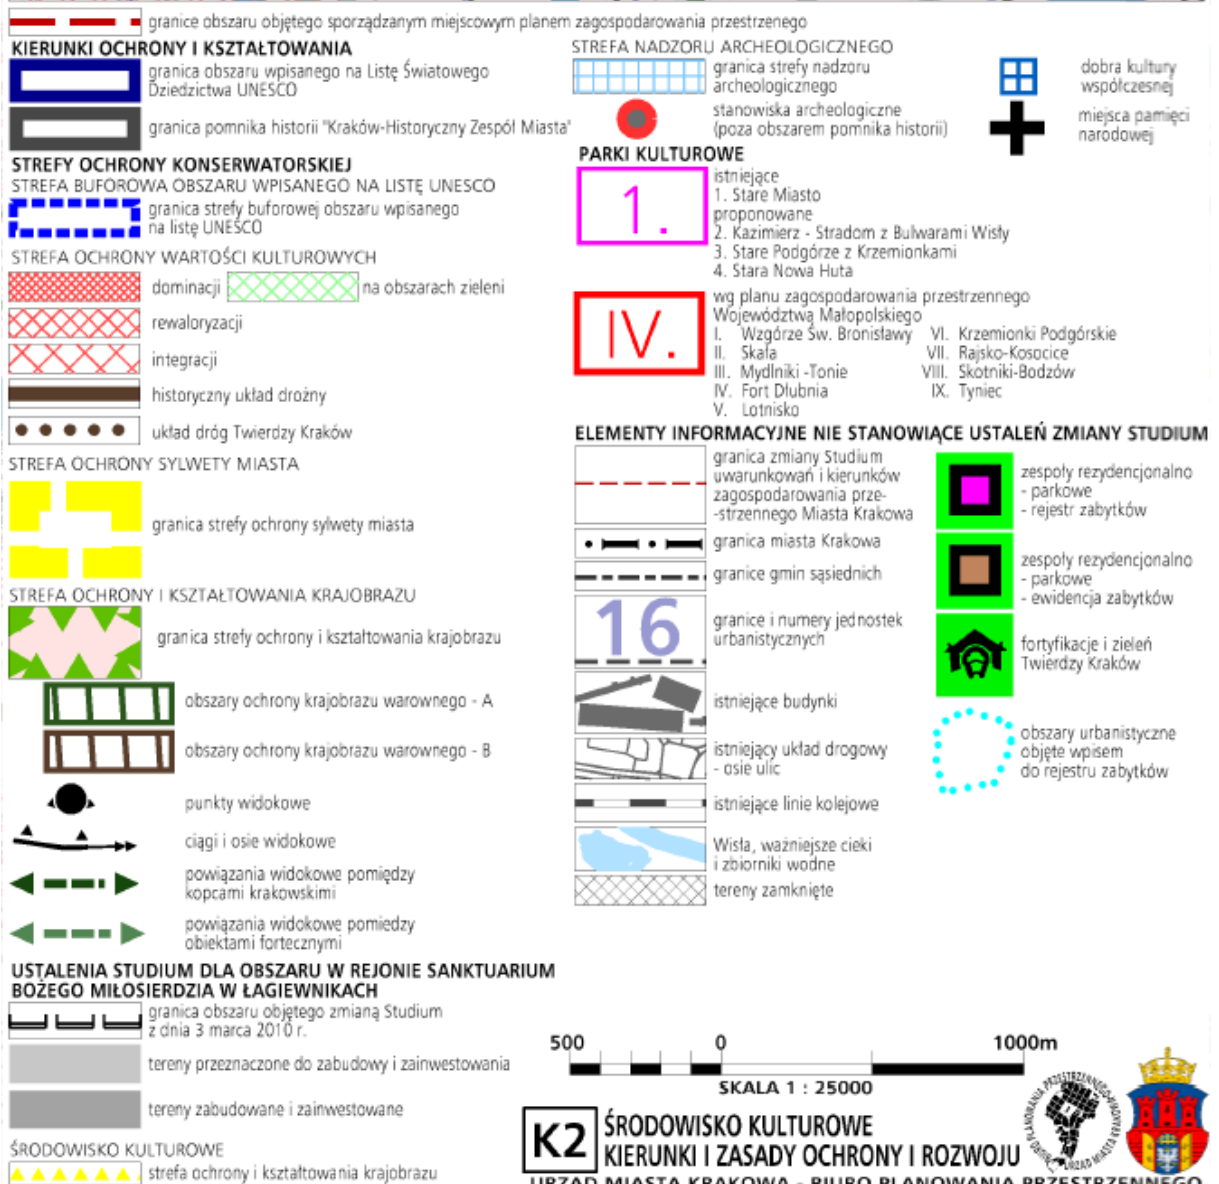 granice obszaru objętego sporządzanym miejscowym planem zagospodarowania przestrzenego
KIERUNKI OCHRONY I KSZTAŁTOWANIA
granica obszaru wpisanego na Listę Światowego
Dziedzictwa UNESCO
granica pomnika historii "Kraków-Historyczny Zespół Miasta"
STREFY OCHRONY KONSERWATORSKIEJ
STREFA BUFOROWA OBSZARU WPISANEGO NA LISTĘ UNESCO
granica strefy buforowej obszaru wpisanego
na listę UNESCO
STREFA OCHRONY WARTOŚCI KULTUROWYCH
dominacji
na obszarach zieleni
rewaloryzacji
integracji
historyczny układ drożny
układ dróg Twierdzy Kraków
STREFA OCHRONY SYLWETY MIASTA
granica strefy ochrony sylwety miasta
STREFA OCHRONY I KSZTAŁTOWANIA KRAJOBRAZU
granica strefy ochrony i kształtowania krajobrazu
obszary ochrony krajobrazu warownego - A
obszary ochrony krajobrazu warownego - B
punkty widokowe
ciągi i osie widokowe
powiązania widokowe pomiędzy
kopcami krakowskimi
powiązania widokowe pomiedzy
obiektami fortecznymi
USTALENIA STUDIUM DLA OBSZARU W REJONIE SANKTUARIUM
BOŻEGO MIŁOSIERDZIA W ŁAGIEWNIKACH
granica obszaru objętego zmianą Studium
z dnia 3 marca 2010 r.
tereny przeznaczone do zabudowy i zainwestowania
tereny zabudowane i zainwestowane
ŚRODOWISKO KULTUROWE
strefa ochrony i kształtowania krajobrazu
STREFA NADZORU ARCHEOLOGICZNEGO
granica strefy nadzoru
archeologicznego
stanowiska archeologiczne
(poza obszarem pomnika historii)
dobra kultury
współczesnej
miejsca pamięci
narodowej
PARKI KULTUROWE
1.
istniejące
1. Stare Miasto
proponowane
2. Kazimierz - Stradom z Bulwarami Wisły
3. Stare Podgórze z Krzemionkami
4. Stara Nowa Huta
IV.
wg planu zagospodarowania przestrzennego
Województwa Małopolskiego
I. Wzgórze Św. Bronisławy
II. Skała
III. Mydlniki -Tonie
IV. Fort Dłubnia
V. Lotnisko
VI. Krzemionki Podgórskie
VII. Rajsko-Kosocice
VIII. Skotniki-Bodzów
IX. Tyniec
ELEMENTY INFORMACYJNE NIE STANOWIĄCE USTALEŃ ZMIANY STUDIUM
granica zmiany Studium
uwarunkowań i kierunków
zagospodarowania prze-
-strzennego Miasta Krakowa
granica miasta Krakowa
granice gmin sąsiednich
16
granice i numery jednostek
urbanistycznych
istniejące budynki
istniejący układ drogowy
- osie ulic
istniejące linie kolejowe
Wisła, ważniejsze cieki
i zbiorniki wodne
tereny zamknięte
zespoły rezydencjonalno
- parkowe
- rejestr zabytków
zespoły rezydencjonalno
- parkowe
- ewidencja zabytków
fortyfikacje i zieleń
Twierdzy Kraków
obszary urbanistyczne
objęte wpisem
do rejestru zabytków
500 0 1000m
SKALA 1 : 25000
K2
ŚRODOWISKO KULTUROWE
KIERUNKI I ZASADY OCHRONY I ROZWOJU
BIURO PLANOWANIA PRZESTRZENNEGO
URZĄD MIASTA KRAKOWA
URZĄD MIASTA KRAKOWA - BIURO PLANOWANIA PRZESTRZENNEGO